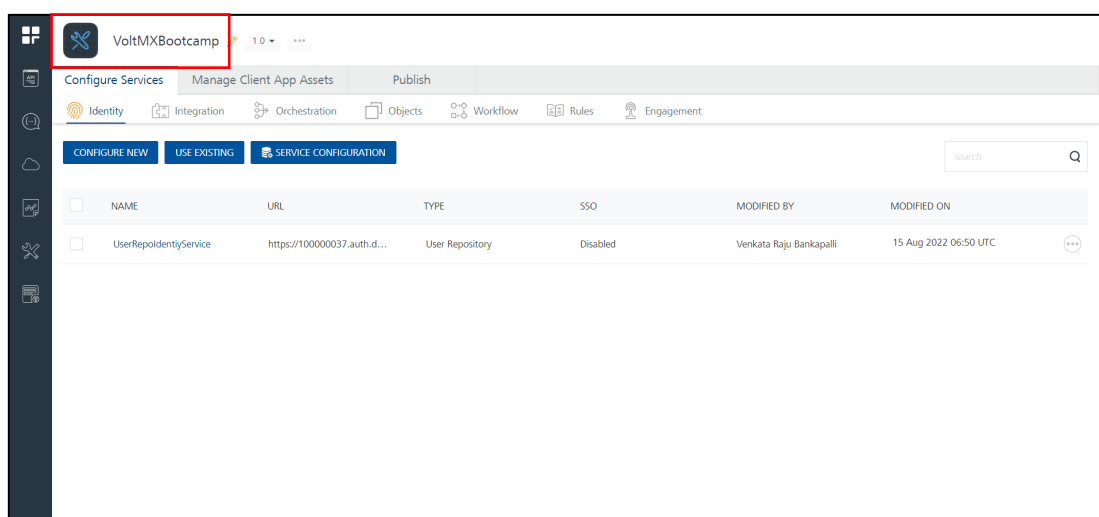 VoltMXBootcamp 1.0
Configure Services Manage Client App Assets Publish
Identity Integration Orchestration Objects Workflow Rules Engagement
CONFIGURE NEW USE EXISTING SERVICE CONFIGURATION search
NAME URL TYPE SSO MODIFIED BY MODIFIED ON
UserRepoIdentiyService https://100000037.auth.d... User Repository Disabled Venkata Raju Bankapalli 15 Aug 2022 06:50 UTC